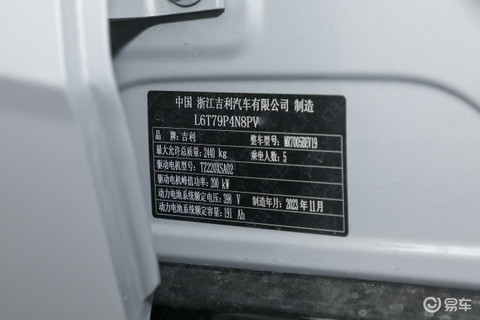 中国 浙江吉利汽车有限公司 制造
L6T79P4N8PV
品 牌: 吉利 整车型号: MR7005BEV19
最大允许总质量: 2440 kg 乘坐人数: 5
驱动电机型号: TZ220XSA02
驱动电机峰值功率: 200 kW
动力电池系统额定电压: 390 V 制造年月: 2023年11月
动力电池系统额定容量: 191 Ah
易车